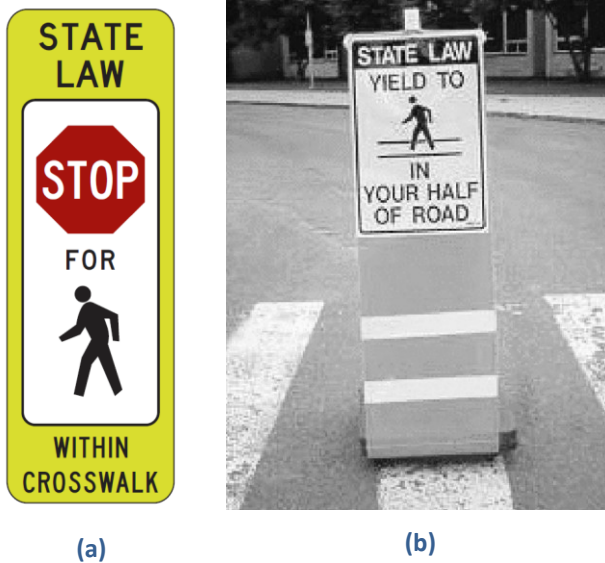 STATE
LAW
STOP
FOR
WITHIN
CROSSWALK
(a)
STATE LAW
YIELD TO
IN
YOUR HALF
OF ROAD
(b)